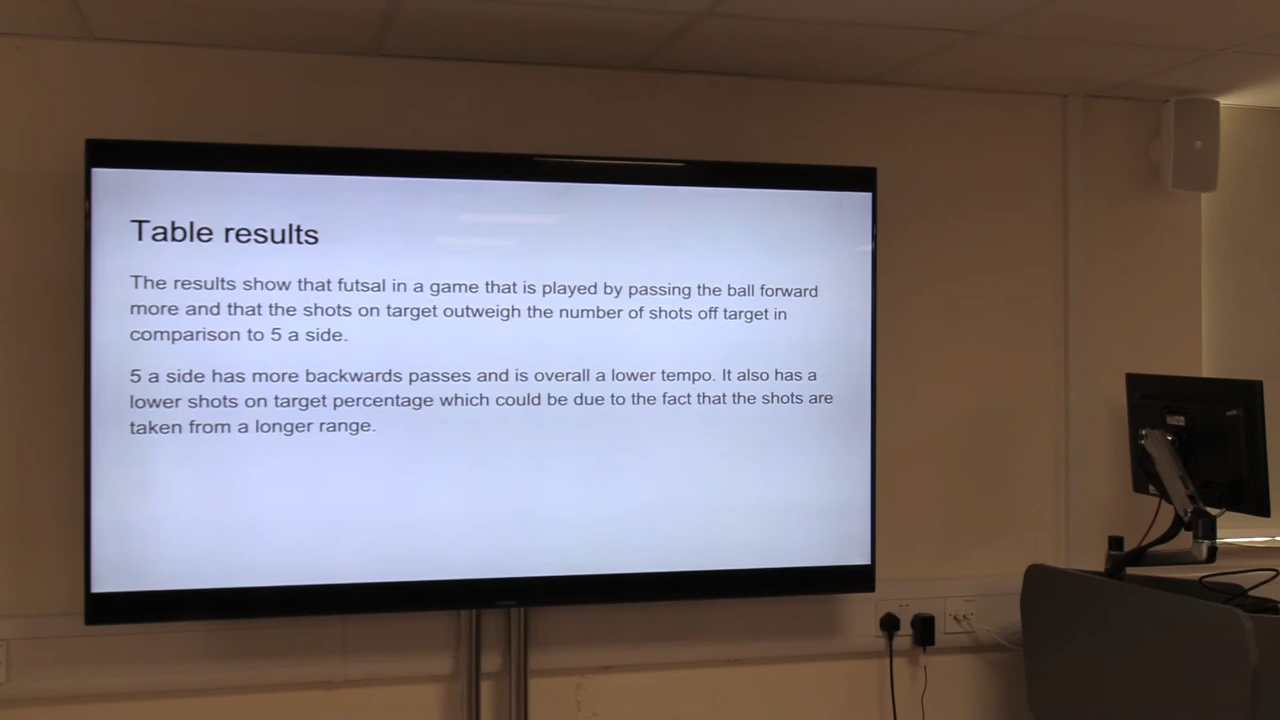 Table results
The results show that futsal in a game that is played by passing the ball forward
more and that the shots on target outweigh the number of shots off target in
comparison to 5 a side.
5 a side has more backwards passes and is overall a lower tempo. It also has a
lower shots on target percentage which could be due to the fact that the shots are
taken from a longer range.